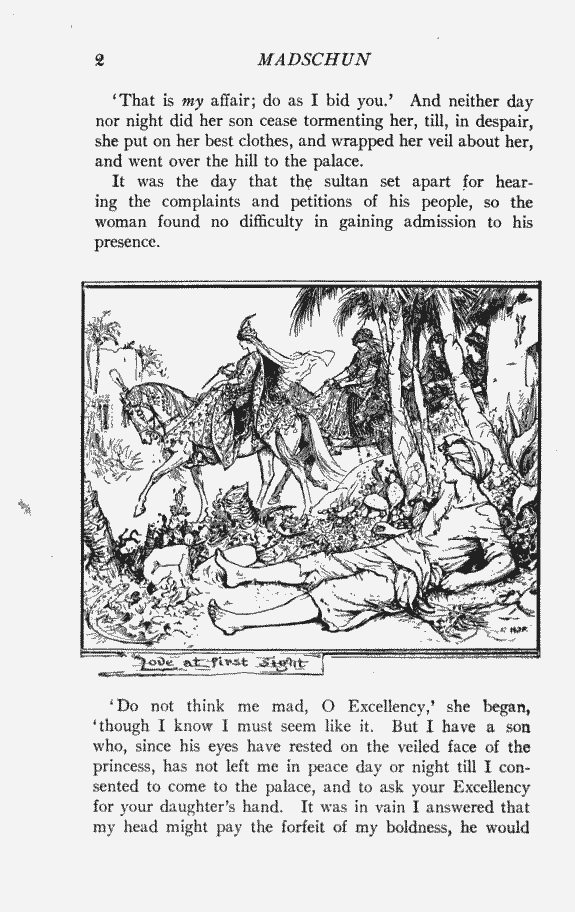 2 MADSCHUN
‘That is my affair; do as I bid you.’ And neither day
nor night did her son cease tormenting her, till, in despair,
she put on her best clothes, and wrapped her veil about her,
and went over the hill to the palace.
It was the day that the sultan set apart for hear-
ing the complaints and petitions of his people, so the
woman found no difficulty in gaining admission to his
presence.
Love at first Sight
‘Do not think me mad, O Excellency,’ she began,
‘though I know I must seem like it. But I have a son
who, since his eyes have rested on the veiled face of the
princess, has not left me in peace day or night till I con-
sented to come to the palace, and to ask your Excellency
for your daughter’s hand. It was in vain I answered that
my head might pay the forfeit of my boldness, he would